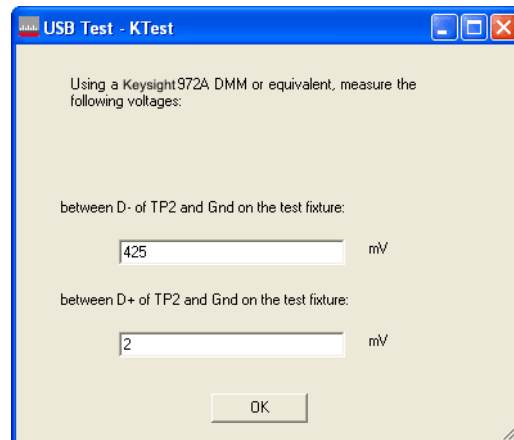 USB Test - KTest
Using a Keysight 972A DMM or equivalent, measure the
following voltages:
between D- of TP2 and Gnd on the test fixture:
425 mV
between D+ of TP2 and Gnd on the test fixture:
2 mV
OK